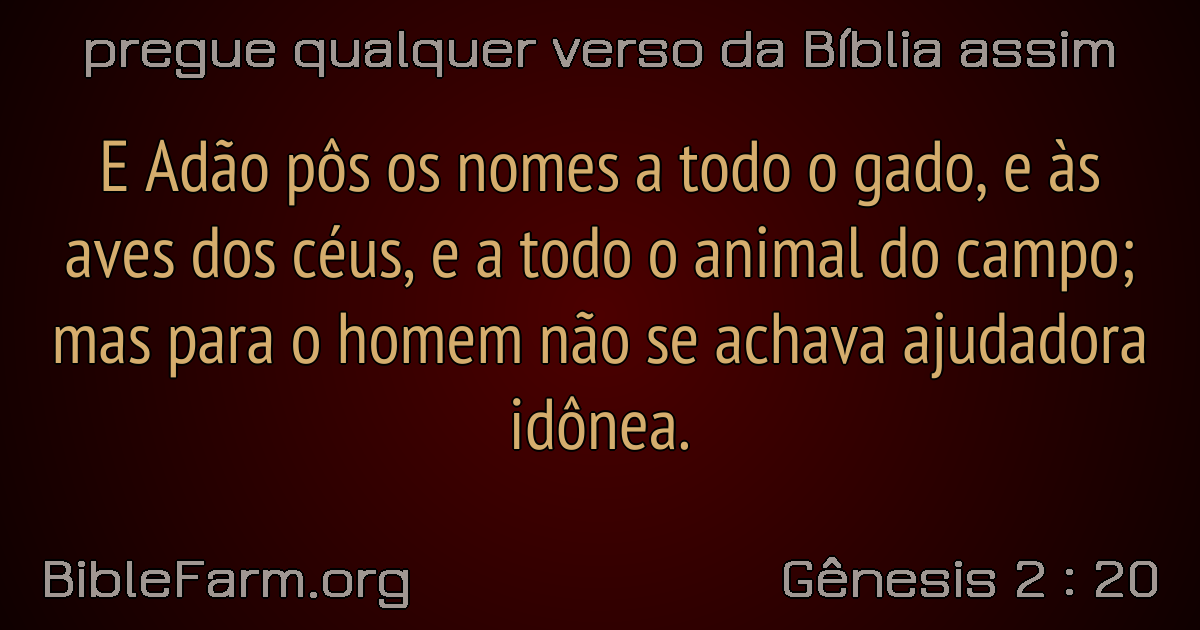 pregue qualquer verso da Bíblia assim
E Adão pôs os nomes a todo o gado, e às
aves dos céus, e a todo o animal do campo;
mas para o homem não se achava ajudadora
idônea.
BibleFarm.org
Gênesis 2 : 20